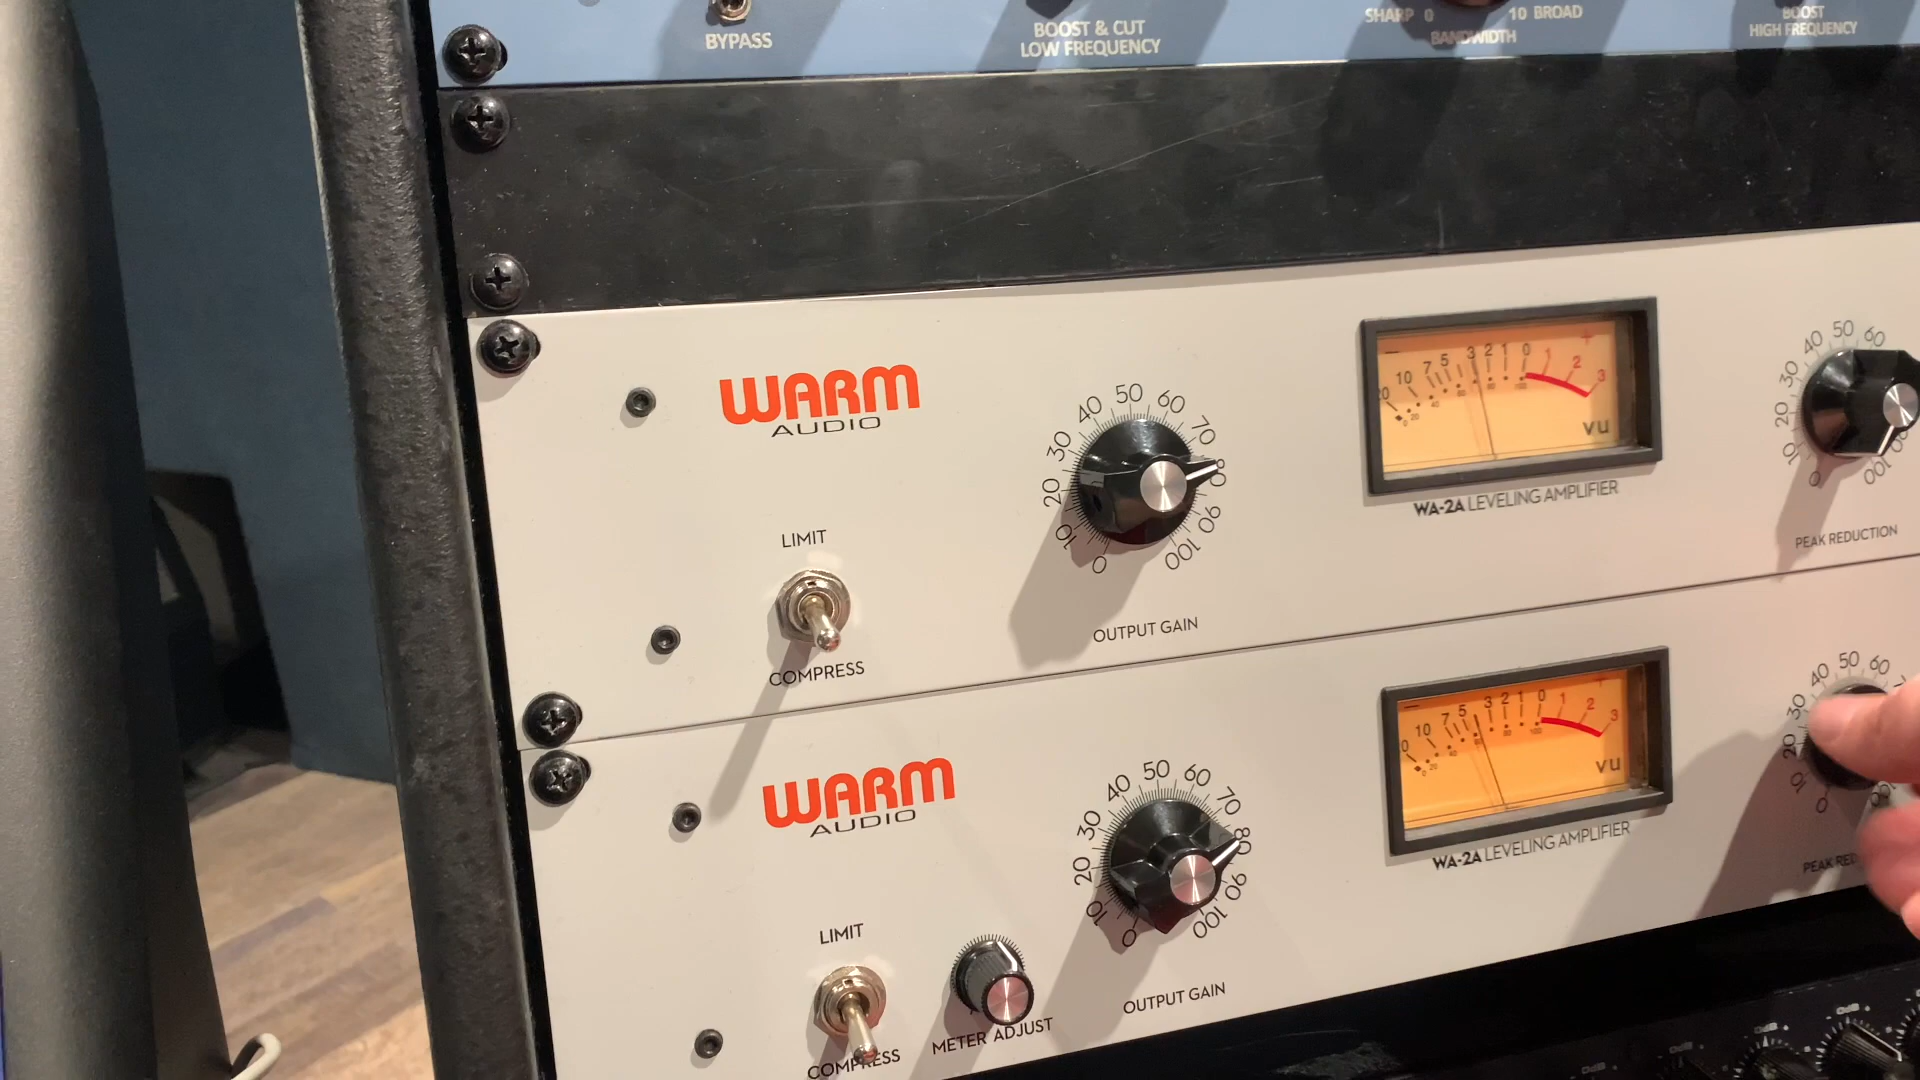 BYPASS
BOOST & CUT
LOW FREQUENCY
SHARP 0 10 BROAD
BANDWIDTH
BOOST
HIGH FREQUENCY
WARM
AUDIO
LIMIT
COMPRESS
0 10 20 30 40 50 60 70 80 90 100
OUTPUT GAIN
- 20 10 7 5 3 2 1 0 1 2 3 +
VU
WA-2A LEVELING AMPLIFIER
0 20 30 40 50 60 100
PEAK REDUCTION
WARM
AUDIO
LIMIT
COMPRESS
METER ADJUST
0 10 20 30 40 50 60 70 80 90 100
OUTPUT GAIN
- 10 7 5 3 2 1 0 1 2 3 +
VU
WA-2A LEVELING AMPLIFIER
0 10 20 30 40 50 60
PEAK RED